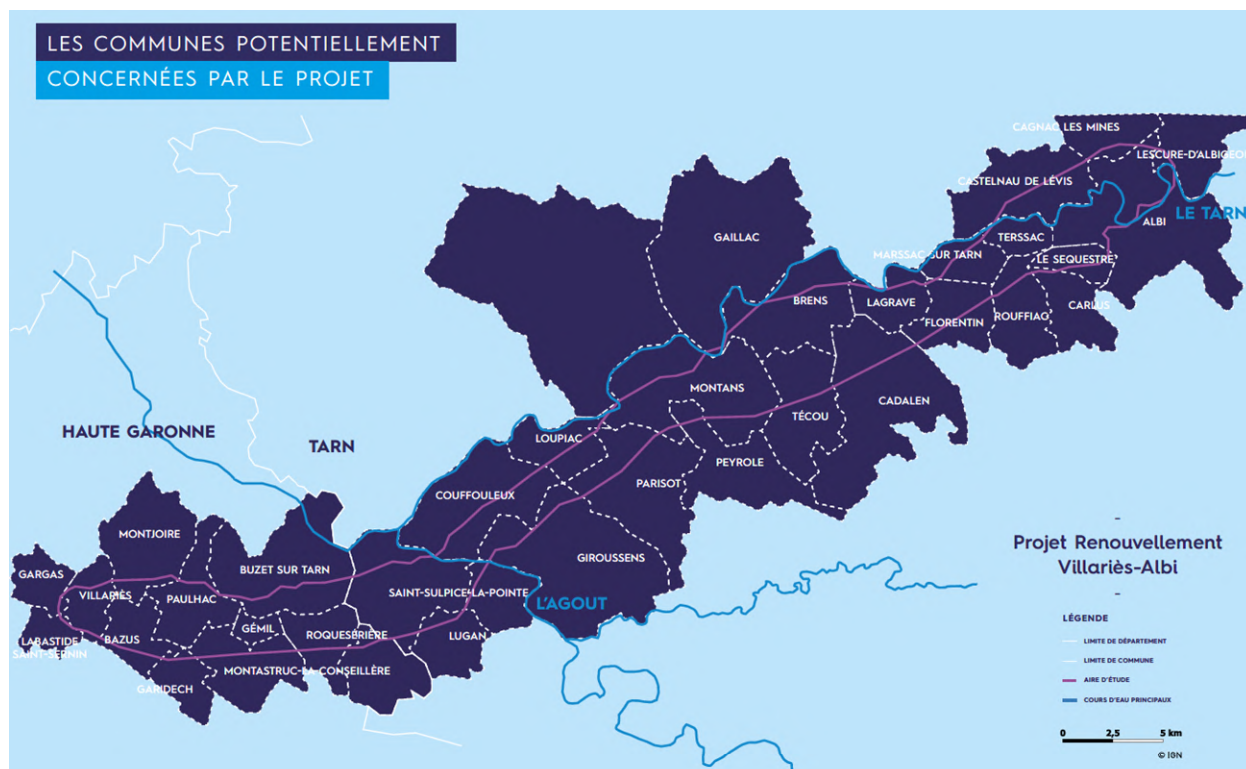 LES COMMUNES POTENTIELLEMENT
CONCERNÉES PAR LE PROJET
CAGNAC LES MINES
LESCURE-D'ALBIGEOIS
CASTELNAU DE LÉVIS
LE TARN
ALBI
GAILLAC
TERSSAC
MARSSAC SUR TARN
LE SEQUESTRE
BRENS
LAGRAVE
CARLUS
FLORENTIN
ROUFFIAC
MONTANS
CADALEN
TÉCOU
HAUTE GARONNE
TARN
LOUPIAC
PEYROLE
PARISOT
COUFFOULEUX
MONTJOIRE
GIROUSSENS
BUZET SUR TARN
GARGAS
VILLARIÈS
PAULHAC
SAINT-SULPICE-LA-POINTE
L'AGOUT
GÉMIL
ROQUESÉRIÈRE
LUGAN
BAZUS
LABASTIDE
SAINT-SERNIN
MONTASTRUC-LA-CONSEILLÈRE
GARIDECH
Projet Renouvellement
Villariès-Albi
LÉGENDE
LIMITE DE DÉPARTEMENT
LIMITE DE COMMUNE
AIRE D'ÉTUDE
COURS D'EAU PRINCIPAUX
0 2,5 5 km
© IGN